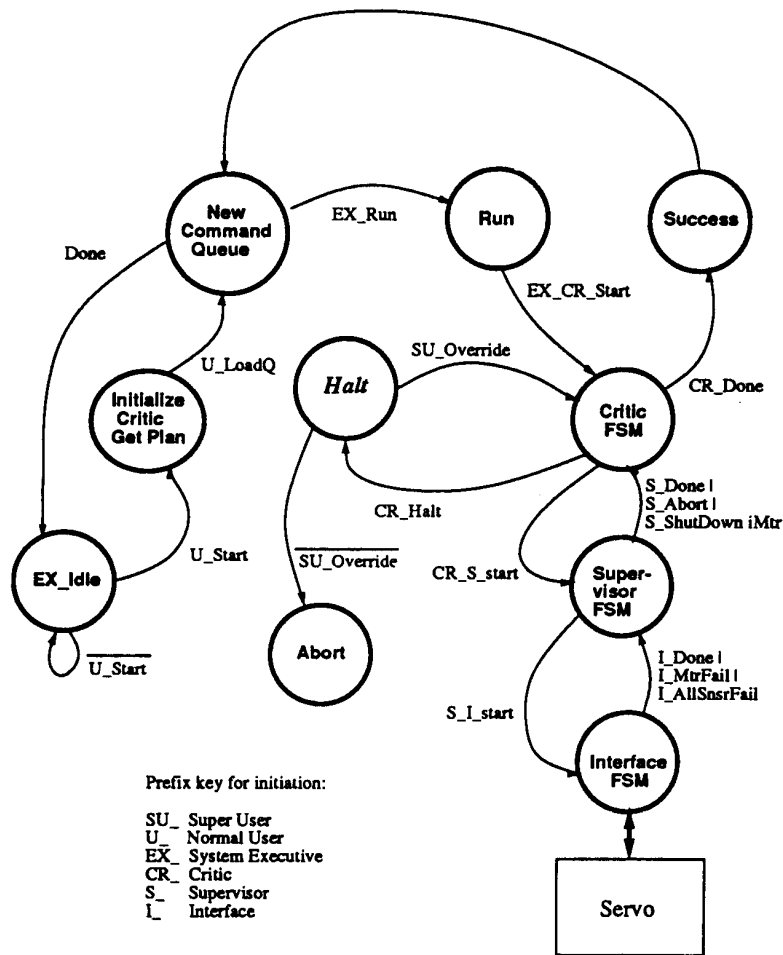 New
Command
Queue
EX_Run
Run
Success
Done
EX_CR_Start
U_LoadQ
SU_Override
Halt
Initialize
Critic
Get Plan
Critic
FSM
CR_Done
CR_Halt
S_Done |
S_Abort |
S_ShutDown iMtr
U_Start
SU_Override
CR_S_start
EX_Idle
Super-
visor
FSM
U_Start
Abort
I_Done |
I_MtrFail |
I_AllSnsrFail
S_I_start
Interface
FSM
Prefix key for initiation:
SU_ Super User
U_ Normal User
EX_ System Executive
CR_ Critic
S_ Supervisor
I_ Interface
Servo